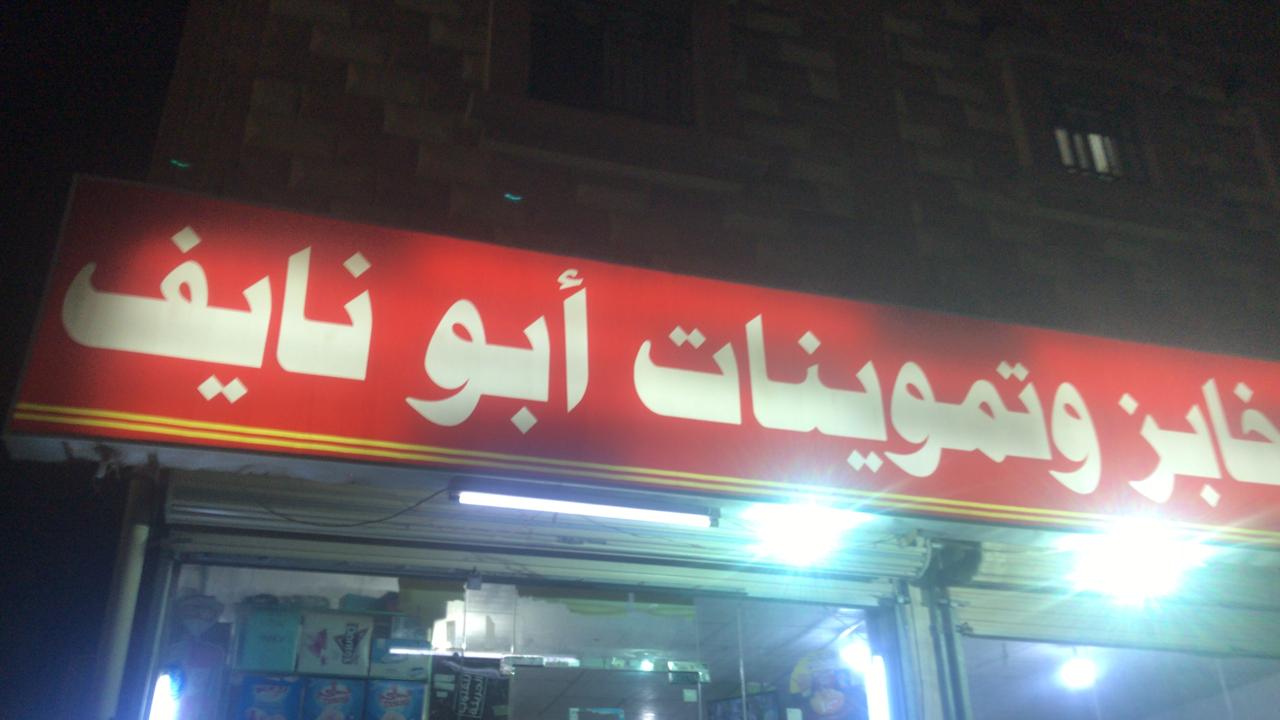 خابز وتموينات أبو نايف